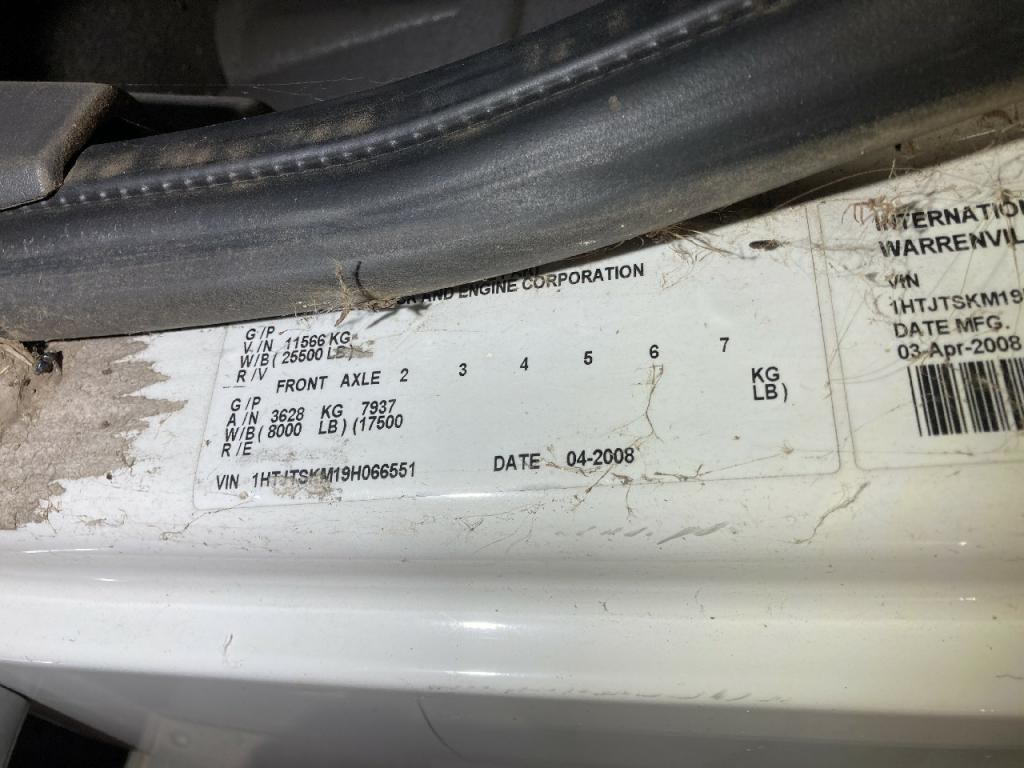 AND ENGINE CORPORATION
G/P
V/N 11566 KG
W/B( 25500 LB)
R/V
FRONT AXLE 2 3 4 5 6 7
G/P
A/N 3628 KG 7937 KG
W/B( 8000 LB) (17500 LB)
R/E
VIN 1HTJTSKM19H066551 DATE 04-2008
INTERNATIO
WARRENVIL
VIN
1HTJTSKM19
DATE MFG.
03-Apr-2008